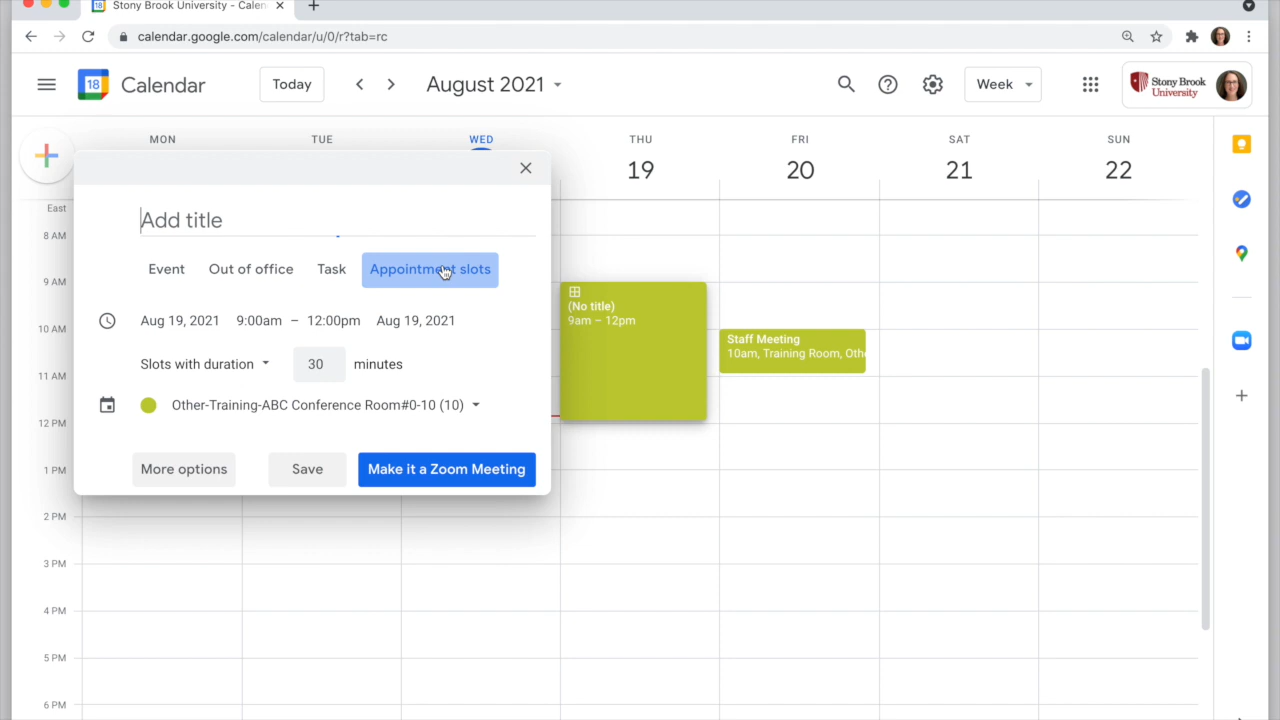 Stony Brook University - Calen
calendar.google.com/calendar/u/0/r?tab=rc
18
Calendar
Today
August 2021
Week
Stony Brook
University
MON
TUE
WED
THU
FRI
SAT
SUN
19
20
21
22
East
8 AM
9 AM
10 AM
11 AM
12 PM
1 PM
2 PM
3 PM
4 PM
5 PM
6 PM
Add title
Event
Out of office
Task
Appointment slots
Aug 19, 2021 9:00am – 12:00pm Aug 19, 2021
Slots with duration 30 minutes
Other-Training-ABC Conference Room#0-10 (10)
More options
Save
Make it a Zoom Meeting
(No title)
9am – 12pm
Staff Meeting
10am, Training Room, Othe